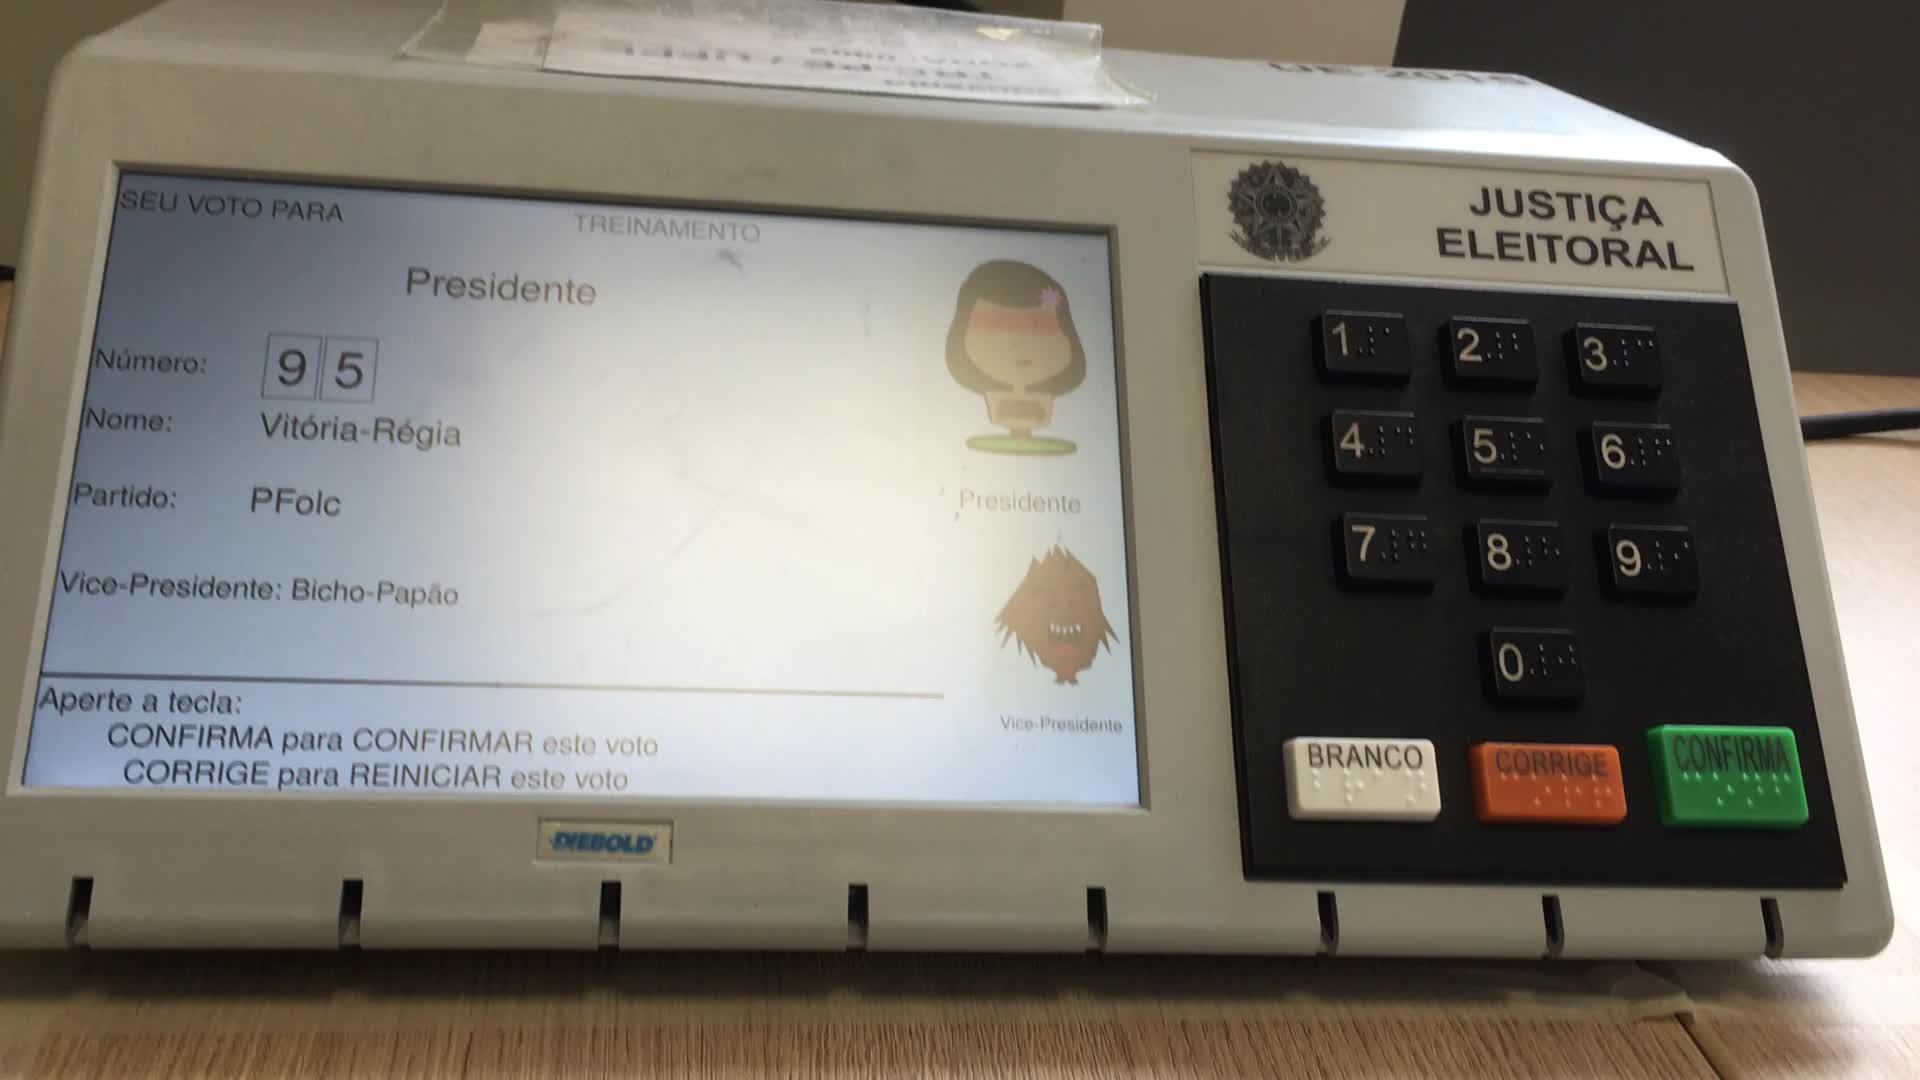 UE 2015
SEU VOTO PARA
TREINAMENTO
Presidente
Número: 9 5
Nome: Vitória-Régia
Partido: PFolc
Vice-Presidente: Bicho-Papão
Presidente
Vice-Presidente
Aperte a tecla:
CONFIRMA para CONFIRMAR este voto
CORRIGE para REINICIAR este voto
DIEBOLD
JUSTIÇA
ELEITORAL
1 2 3
4 5 6
7 8 9
0
BRANCO CORRIGE CONFIRMA